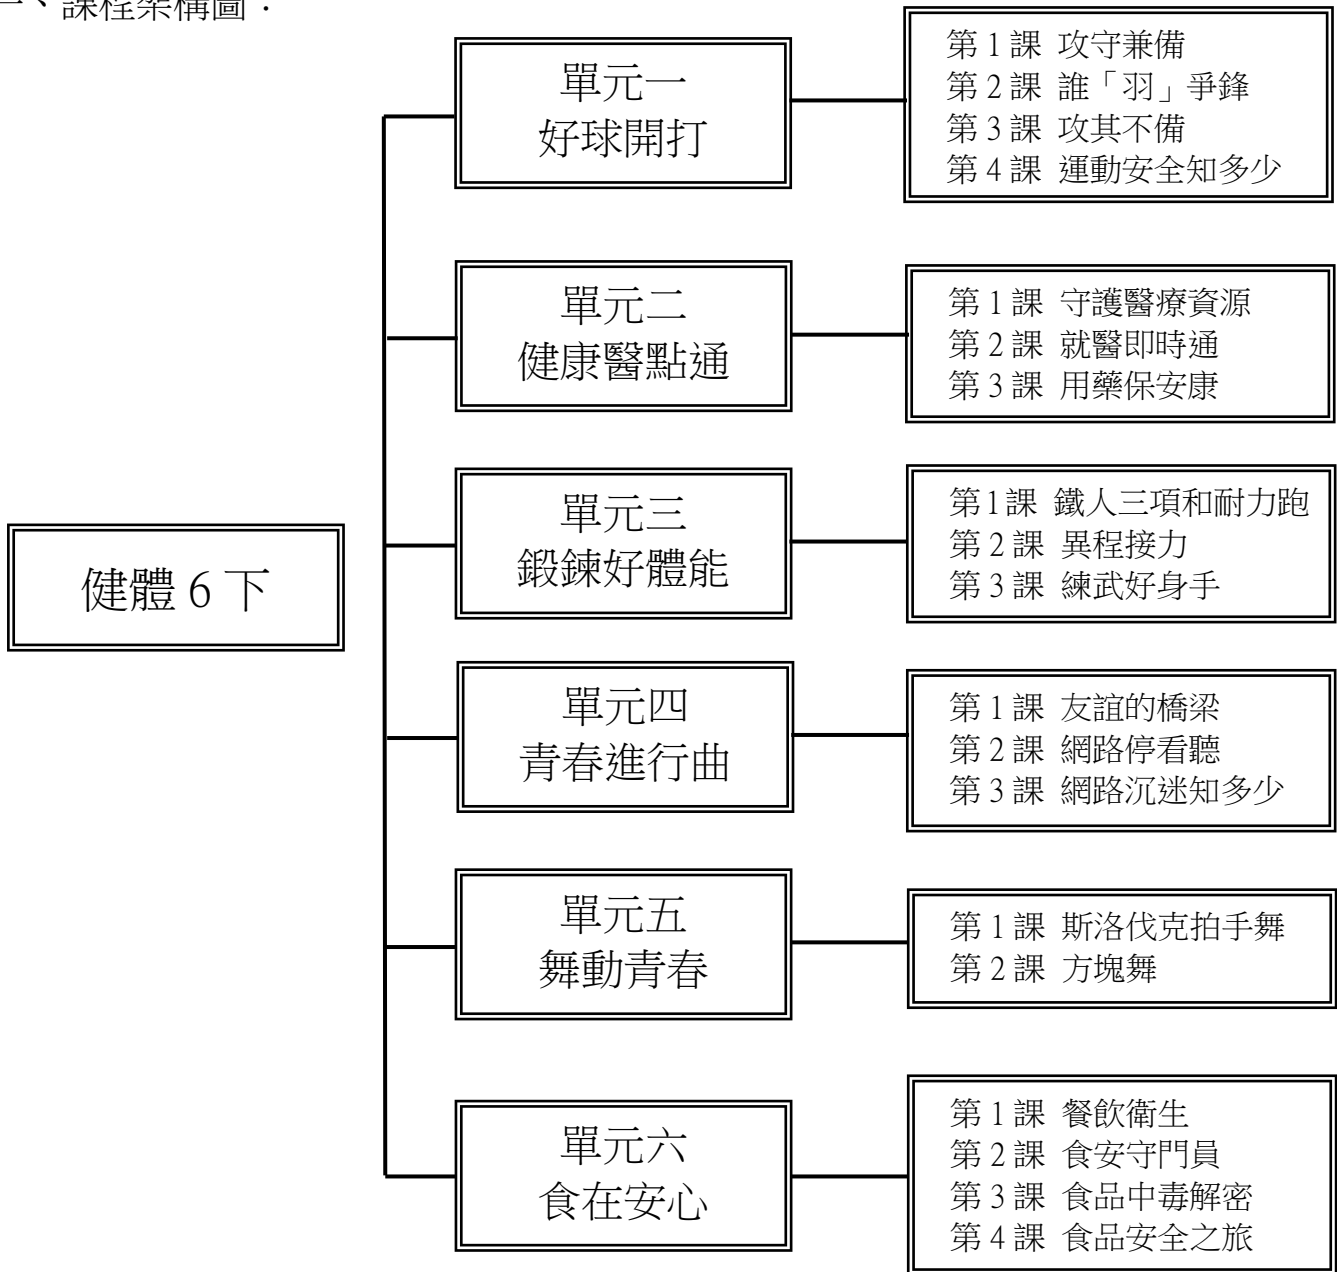 、課程架構圖：
健體 6 下
單元一
好球開打
第 1 課 攻守兼備
第 2 課 誰「羽」爭鋒
第 3 課 攻其不備
第 4 課 運動安全知多少
單元二
健康醫點通
第 1 課 守護醫療資源
第 2 課 就醫即時通
第 3 課 用藥保安康
單元三
鍛鍊好體能
第 1 課 鐵人三項和耐力跑
第 2 課 異程接力
第 3 課 練武好身手
單元四
青春進行曲
第 1 課 友誼的橋梁
第 2 課 網路停看聽
第 3 課 網路沉迷知多少
單元五
舞動青春
第 1 課 斯洛伐克拍手舞
第 2 課 方塊舞
單元六
食在安心
第 1 課 餐飲衛生
第 2 課 食安守門員
第 3 課 食品中毒解密
第 4 課 食品安全之旅